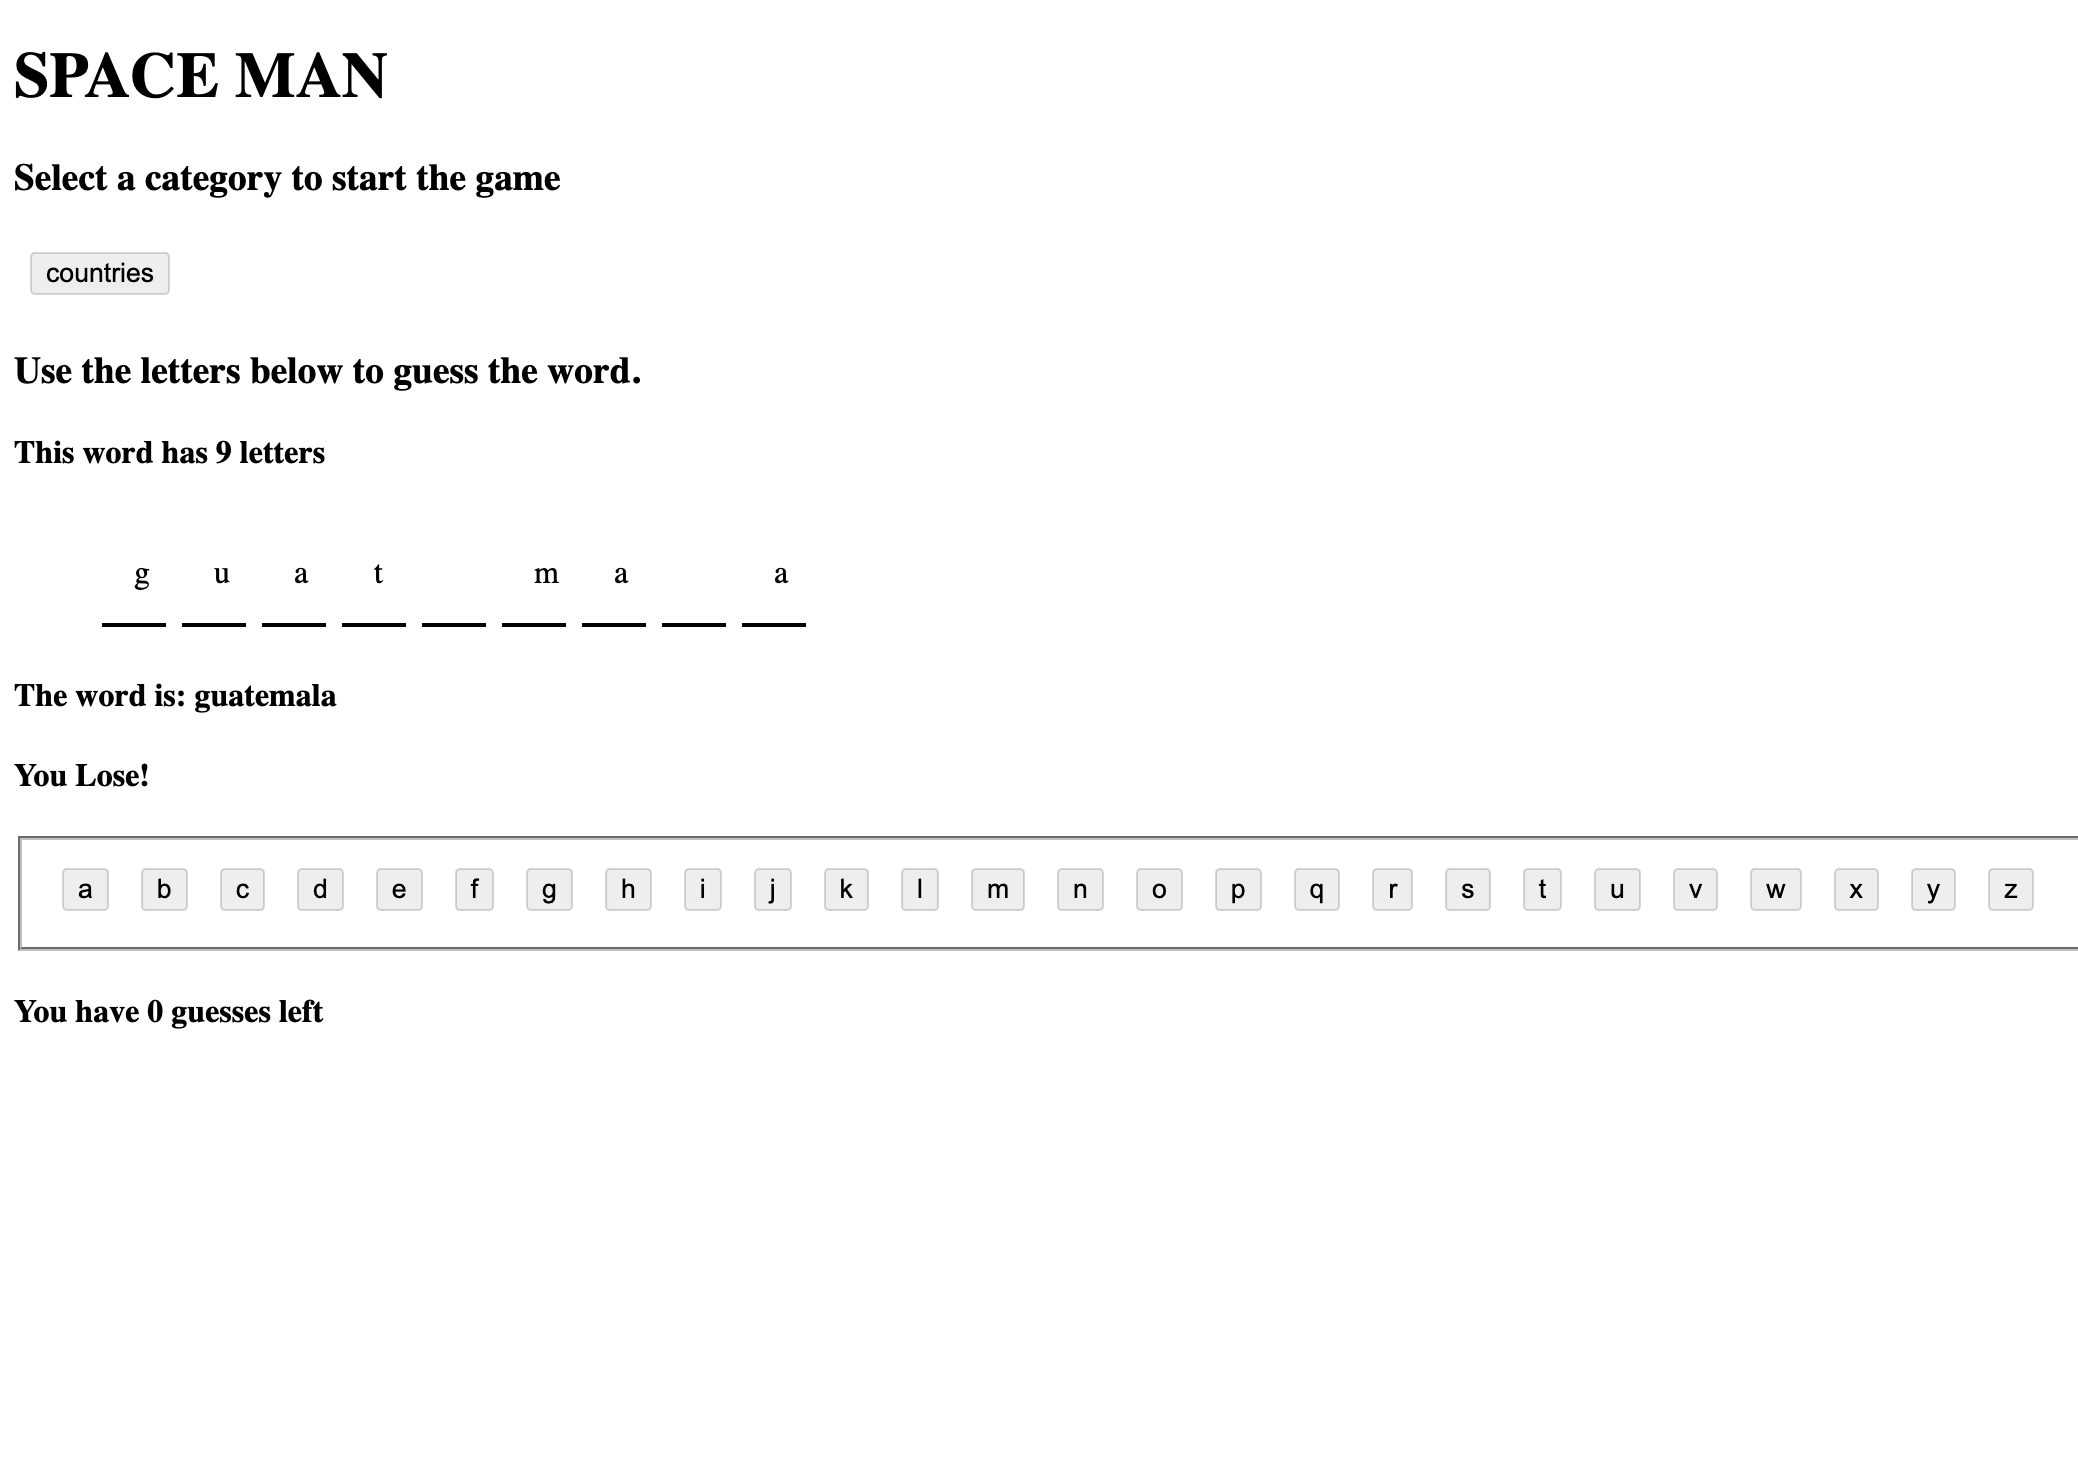 SPACE MAN
Select a category to start the game
countries
Use the letters below to guess the word.
This word has 9 letters
g u a t m a a
The word is: guatemala
You Lose!
a b c d e f g h i j k l m n o p q r s t u v w x y z
You have 0 guesses left